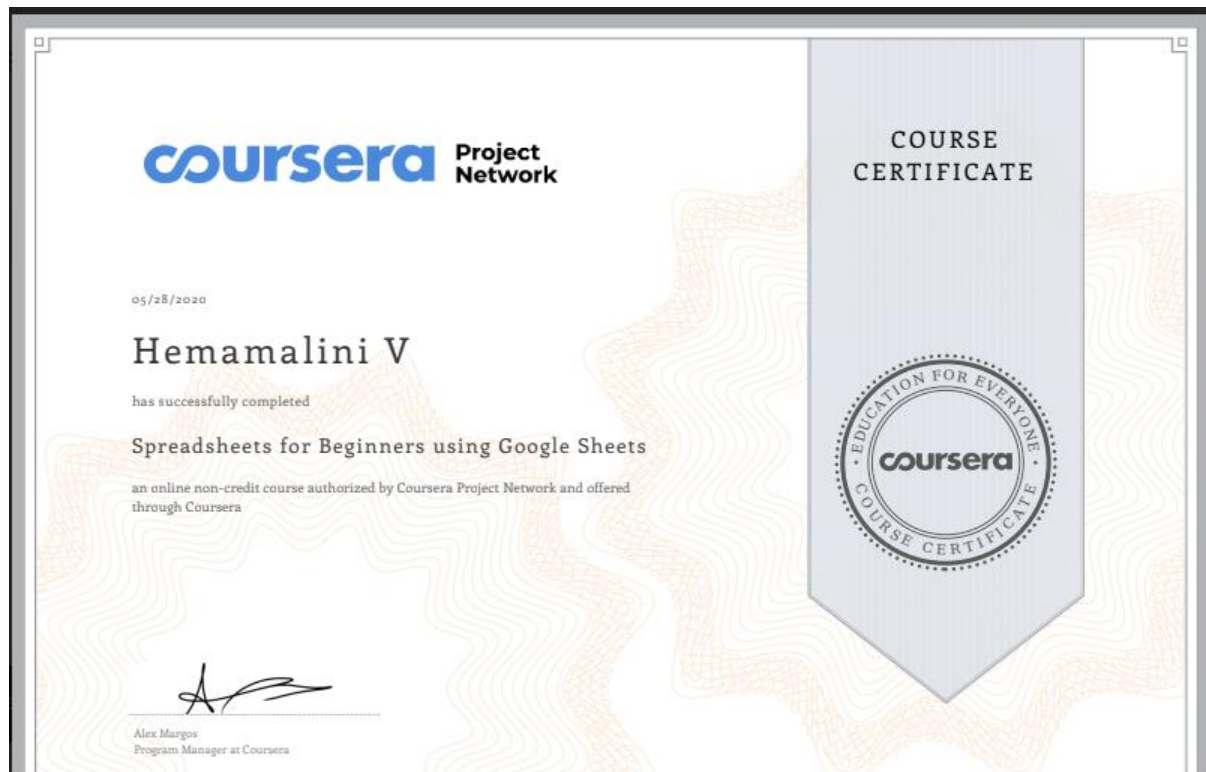 coursera Project
Network
COURSE
CERTIFICATE
05/28/2020
Hemamalini V
has successfully completed
Spreadsheets for Beginners using Google Sheets
an online non-credit course authorized by Coursera Project Network and offered
through Coursera
EDUCATION FOR EVERYONE
coursera
COURSE CERTIFICATE
Alex Margos
Program Manager at Coursera